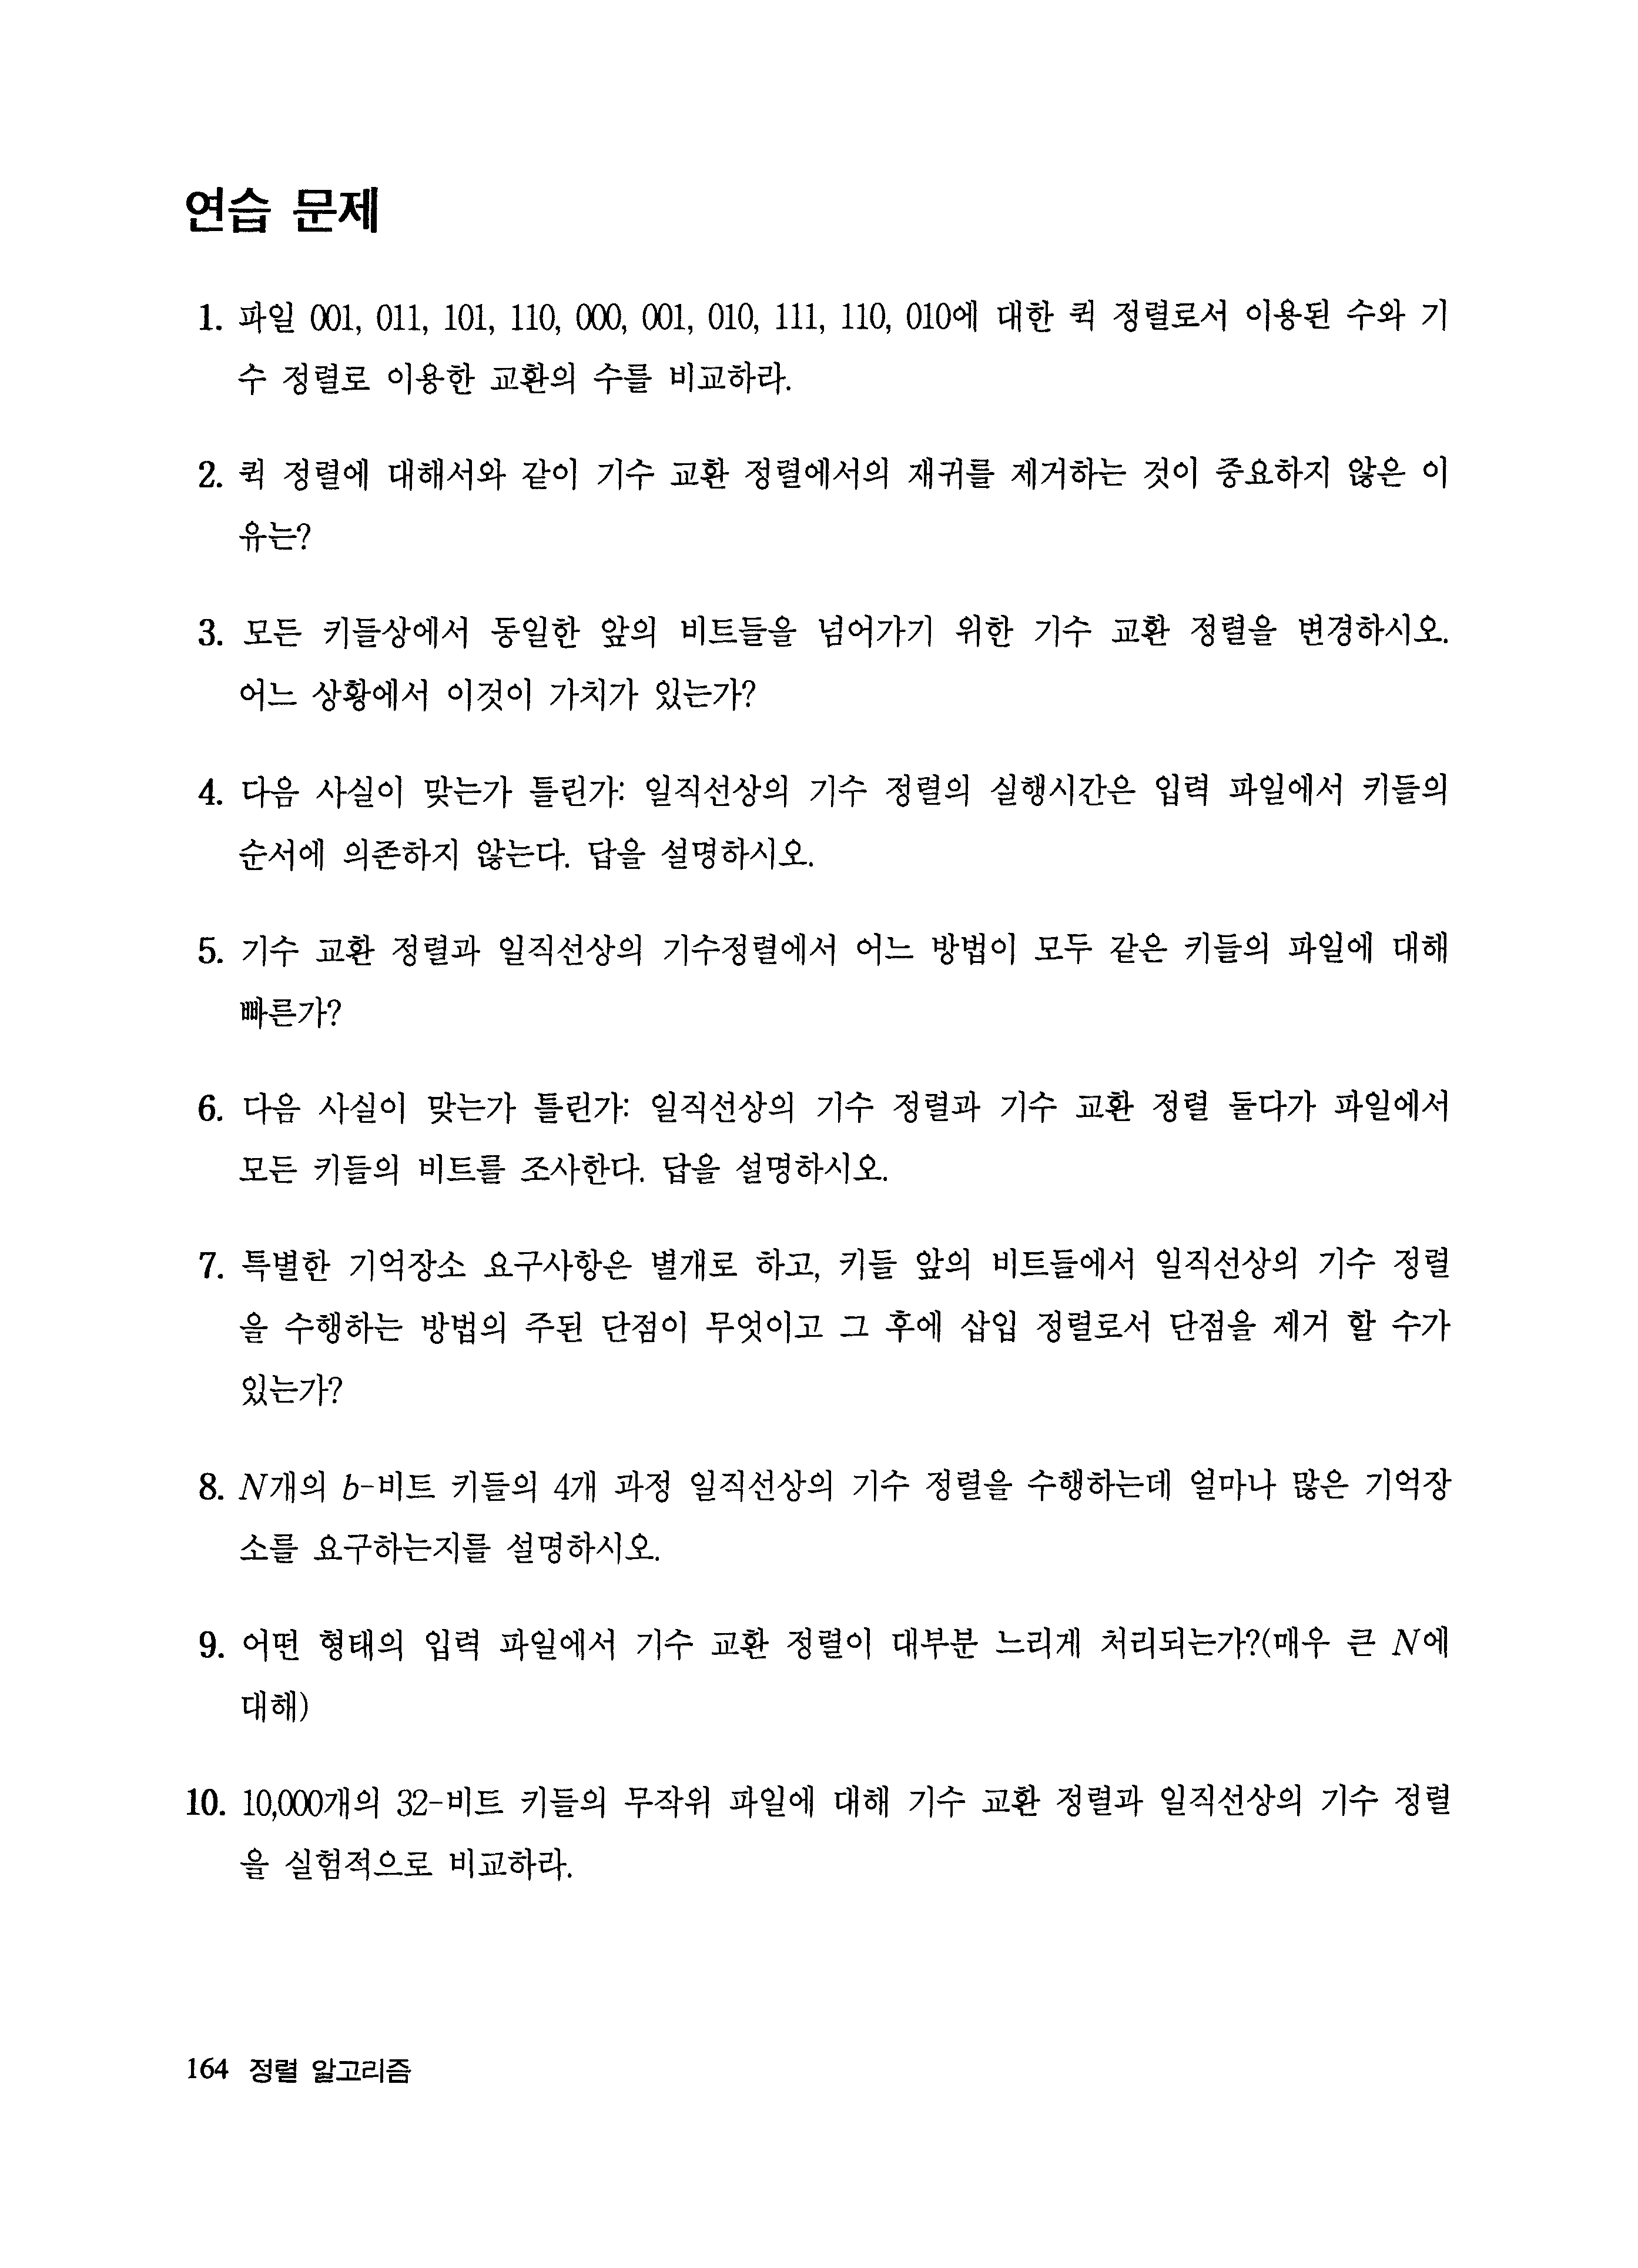 연습 문제
1. 파일 001, 011, 101, 110, 000, 001, 010, 111, 110, 010에 대한 퀵 정렬로서 이용된 수와 기
수 정렬로 이용한 교환의 수를 비교하라.
2. 퀵 정렬에 대해서와 같이 기수 교환 정렬에서의 재귀를 제거하는 것이 중요하지 않은 이
유는?
3. 모든 키들상에서 동일한 앞의 비트들을 넘어가기 위한 기수 교환 정렬을 변경하시오.
어느 상황에서 이것이 가치가 있는가?
4. 다음 사실이 맞는가 틀린가: 일직선상의 기수 정렬의 실행시간은 입력 파일에서 키들의
순서에 의존하지 않는다. 답을 설명하시오.
5. 기수 교환 정렬과 일직선상의 기수정렬에서 어느 방법이 모두 같은 키들의 파일에 대해
빠른가?
6. 다음 사실이 맞는가 틀린가: 일직선상의 기수 정렬과 기수 교환 정렬 둘다가 파일에서
모든 키들의 비트를 조사한다. 답을 설명하시오.
7. 특별한 기억장소 요구사항은 별개로 하고, 키들 앞의 비트들에서 일직선상의 기수 정렬
을 수행하는 방법의 주된 단점이 무엇이고 그 후에 삽입 정렬로서 단점을 제거 할 수가
있는가?
8. N개의 b-비트 키들의 4개 과정 일직선상의 기수 정렬을 수행하는데 얼마나 많은 기억장
소를 요구하는지를 설명하시오.
9. 어떤 형태의 입력 파일에서 기수 교환 정렬이 대부분 느리게 처리되는가?(매우 큰 N에
대해)
10. 10,000개의 32-비트 키들의 무작위 파일에 대해 기수 교환 정렬과 일직선상의 기수 정렬
을 실험적으로 비교하라.
164 정렬 알고리즘